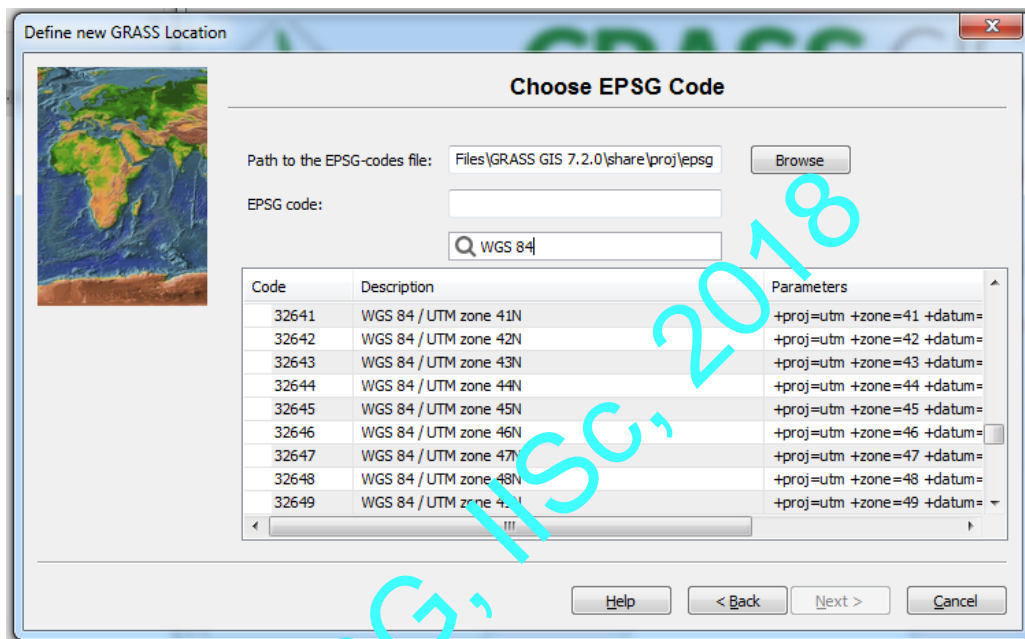 Define new GRASS Location
GRASS GIS
Choose EPSG Code
Path to the EPSG-codes file: Files\GRASS GIS 7.2.0\share\proj\epsg Browse
EPSG code:
WGS 84
Code Description Parameters
32641 WGS 84 / UTM zone 41N +proj=utm +zone=41 +datum=
32642 WGS 84 / UTM zone 42N +proj=utm +zone=42 +datum=
32643 WGS 84 / UTM zone 43N +proj=utm +zone=43 +datum=
32644 WGS 84 / UTM zone 44N +proj=utm +zone=44 +datum=
32645 WGS 84 / UTM zone 45N +proj=utm +zone=45 +datum=
32646 WGS 84 / UTM zone 46N +proj=utm +zone=46 +datum=
32647 WGS 84 / UTM zone 47N +proj=utm +zone=47 +datum=
32648 WGS 84 / UTM zone 48N +proj=utm +zone=48 +datum=
32649 WGS 84 / UTM zone 49N +proj=utm +zone=49 +datum=
Help < Back Next > Cancel
G, IISc, 2018